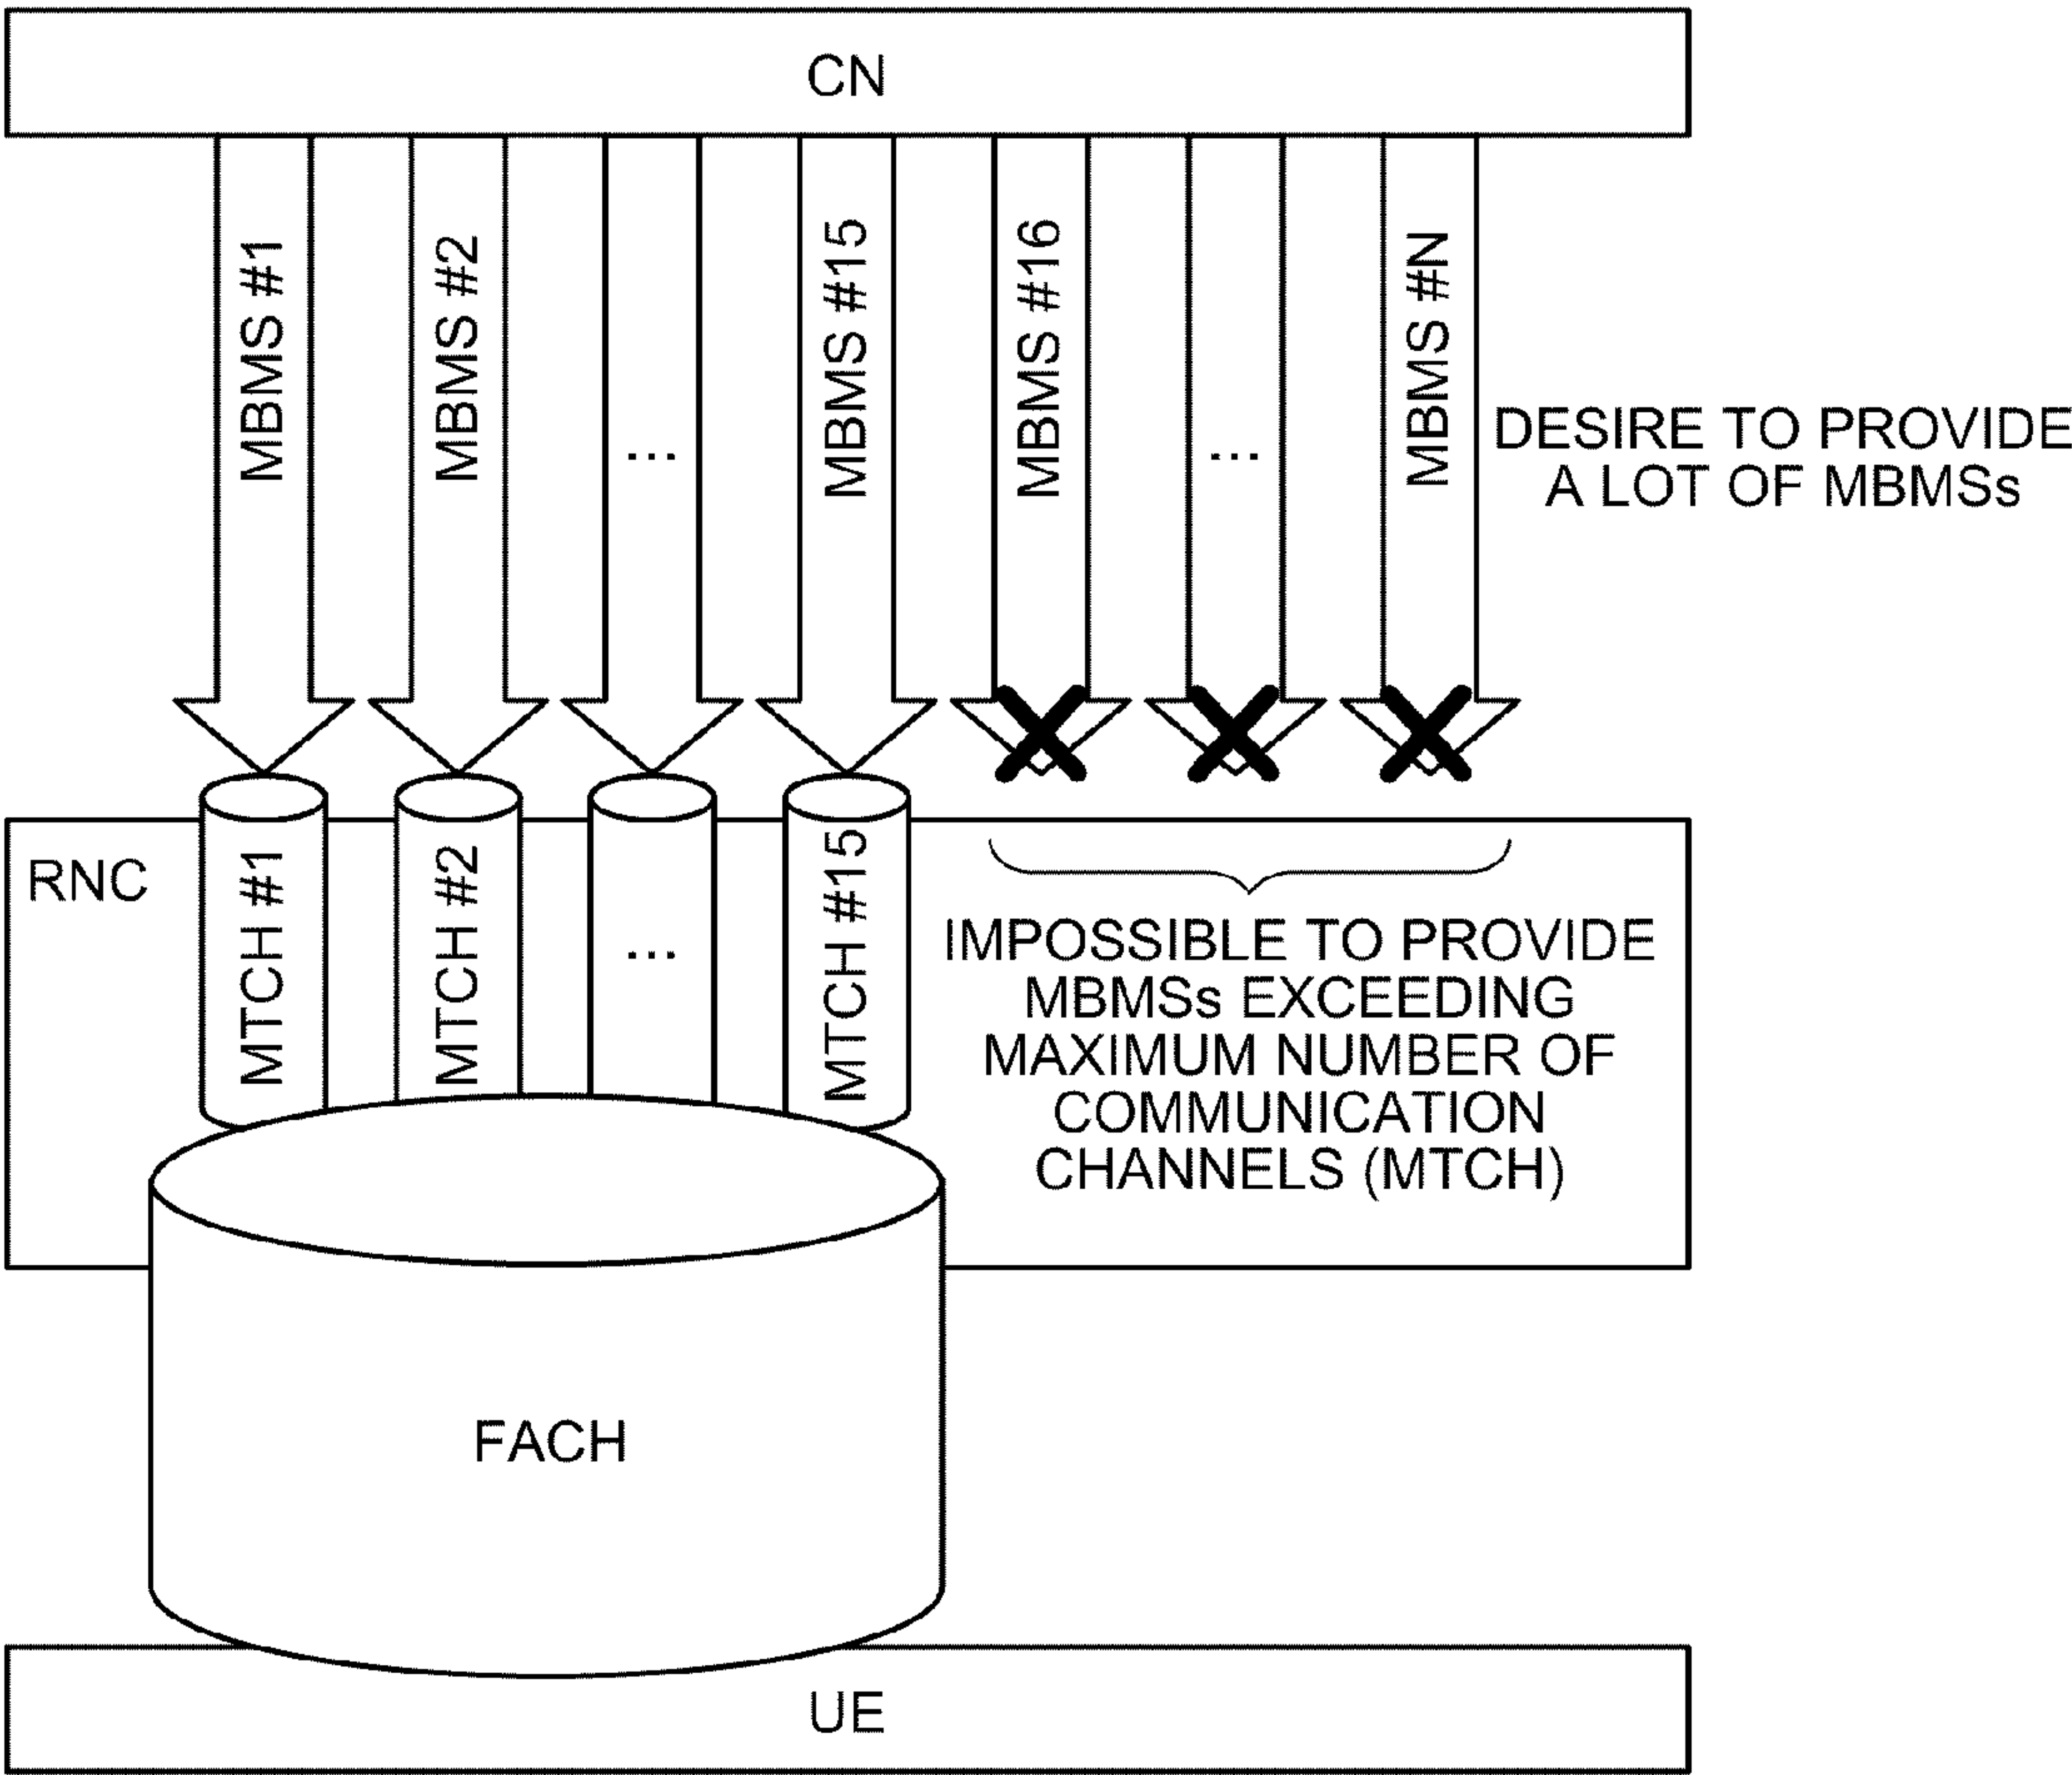 CN
MBMS #1
MBMS #2
...
MBMS #15
MBMS #16
...
MBMS #N
DESIRE TO PROVIDE
A LOT OF MBMSs
RNC
MTCH #1
MTCH #2
...
MTCH #15
IMPOSSIBLE TO PROVIDE
MBMSs EXCEEDING
MAXIMUM NUMBER OF
COMMUNICATION
CHANNELS (MTCH)
FACH
UE